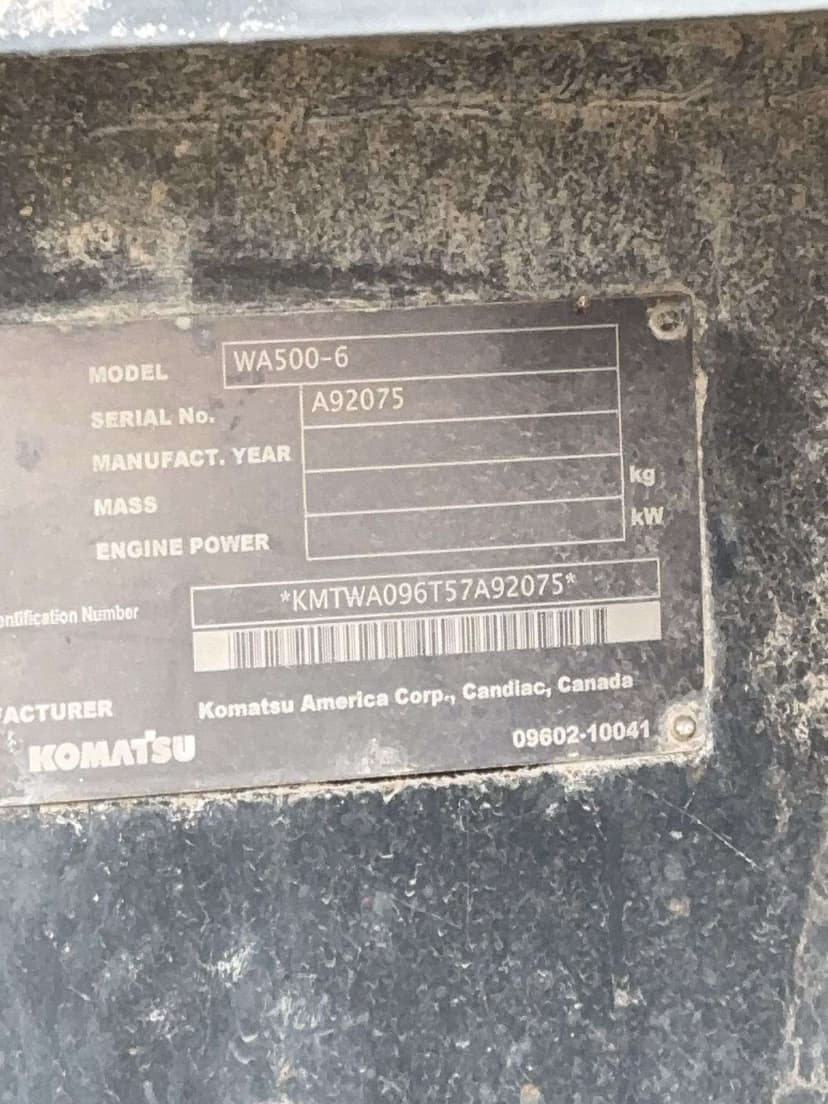 MODEL WA500-6
SERIAL No. A92075
MANUFACT. YEAR
MASS kg
ENGINE POWER kW
entification Number *KMTWA096T57A92075*
FACTURER Komatsu America Corp., Candiac, Canada
KOMATSU 09602-10041